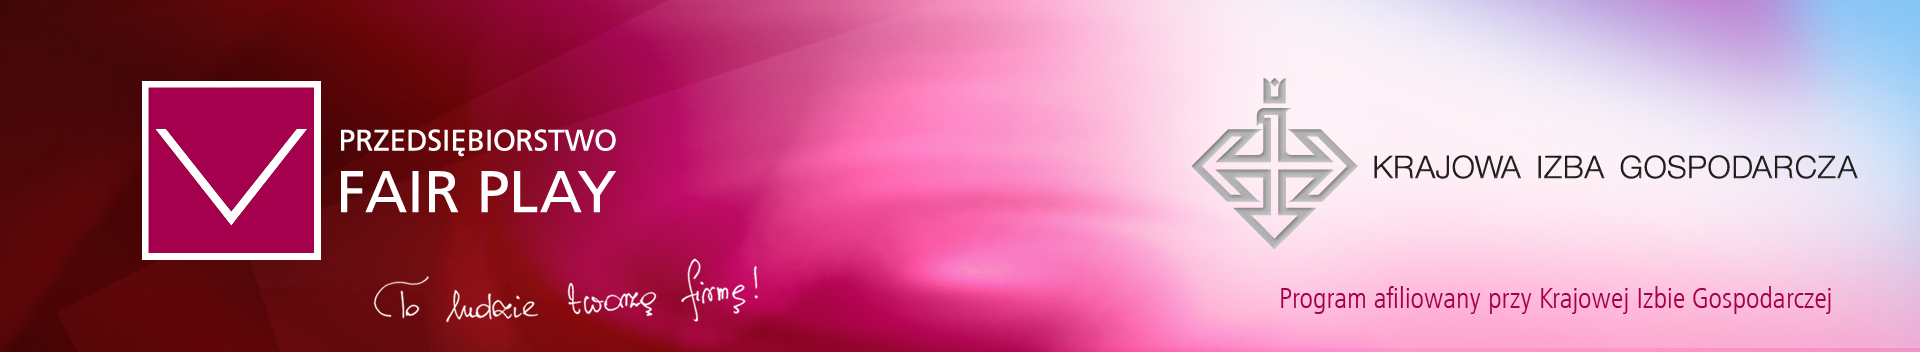 PRZEDSIĘBIORSTWO
FAIR PLAY
To ludzie tworzą firmę!
KRAJOWA IZBA GOSPODARCZA
Program afiliowany przy Krajowej Izbie Gospodarczej